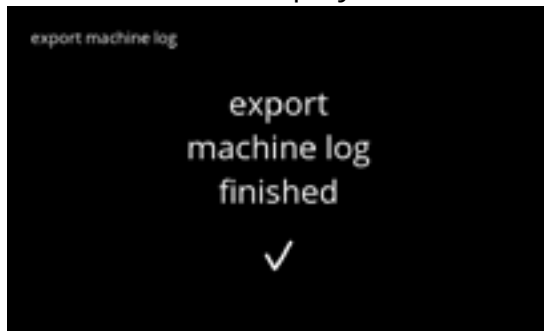 export machine log
export
machine log
finished